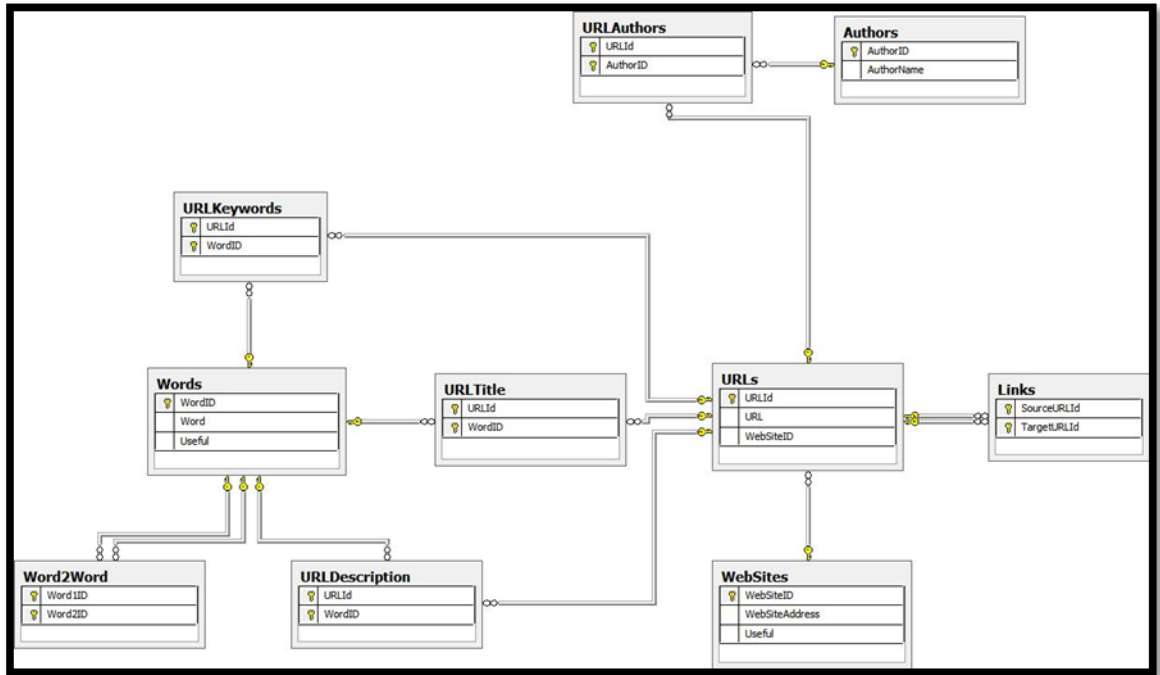 URLAuthors
URLId
AuthorID
Authors
AuthorID
AuthorName
URLKeywords
URLId
WordID
Words
WordID
Word
Useful
URLTitle
URLId
WordID
URLs
URLId
URL
WebSiteID
Links
SourceURLId
TargetURLId
Word2Word
Word1ID
Word2ID
URLDescription
URLId
WordID
WebSites
WebSiteID
WebSiteAddress
Useful